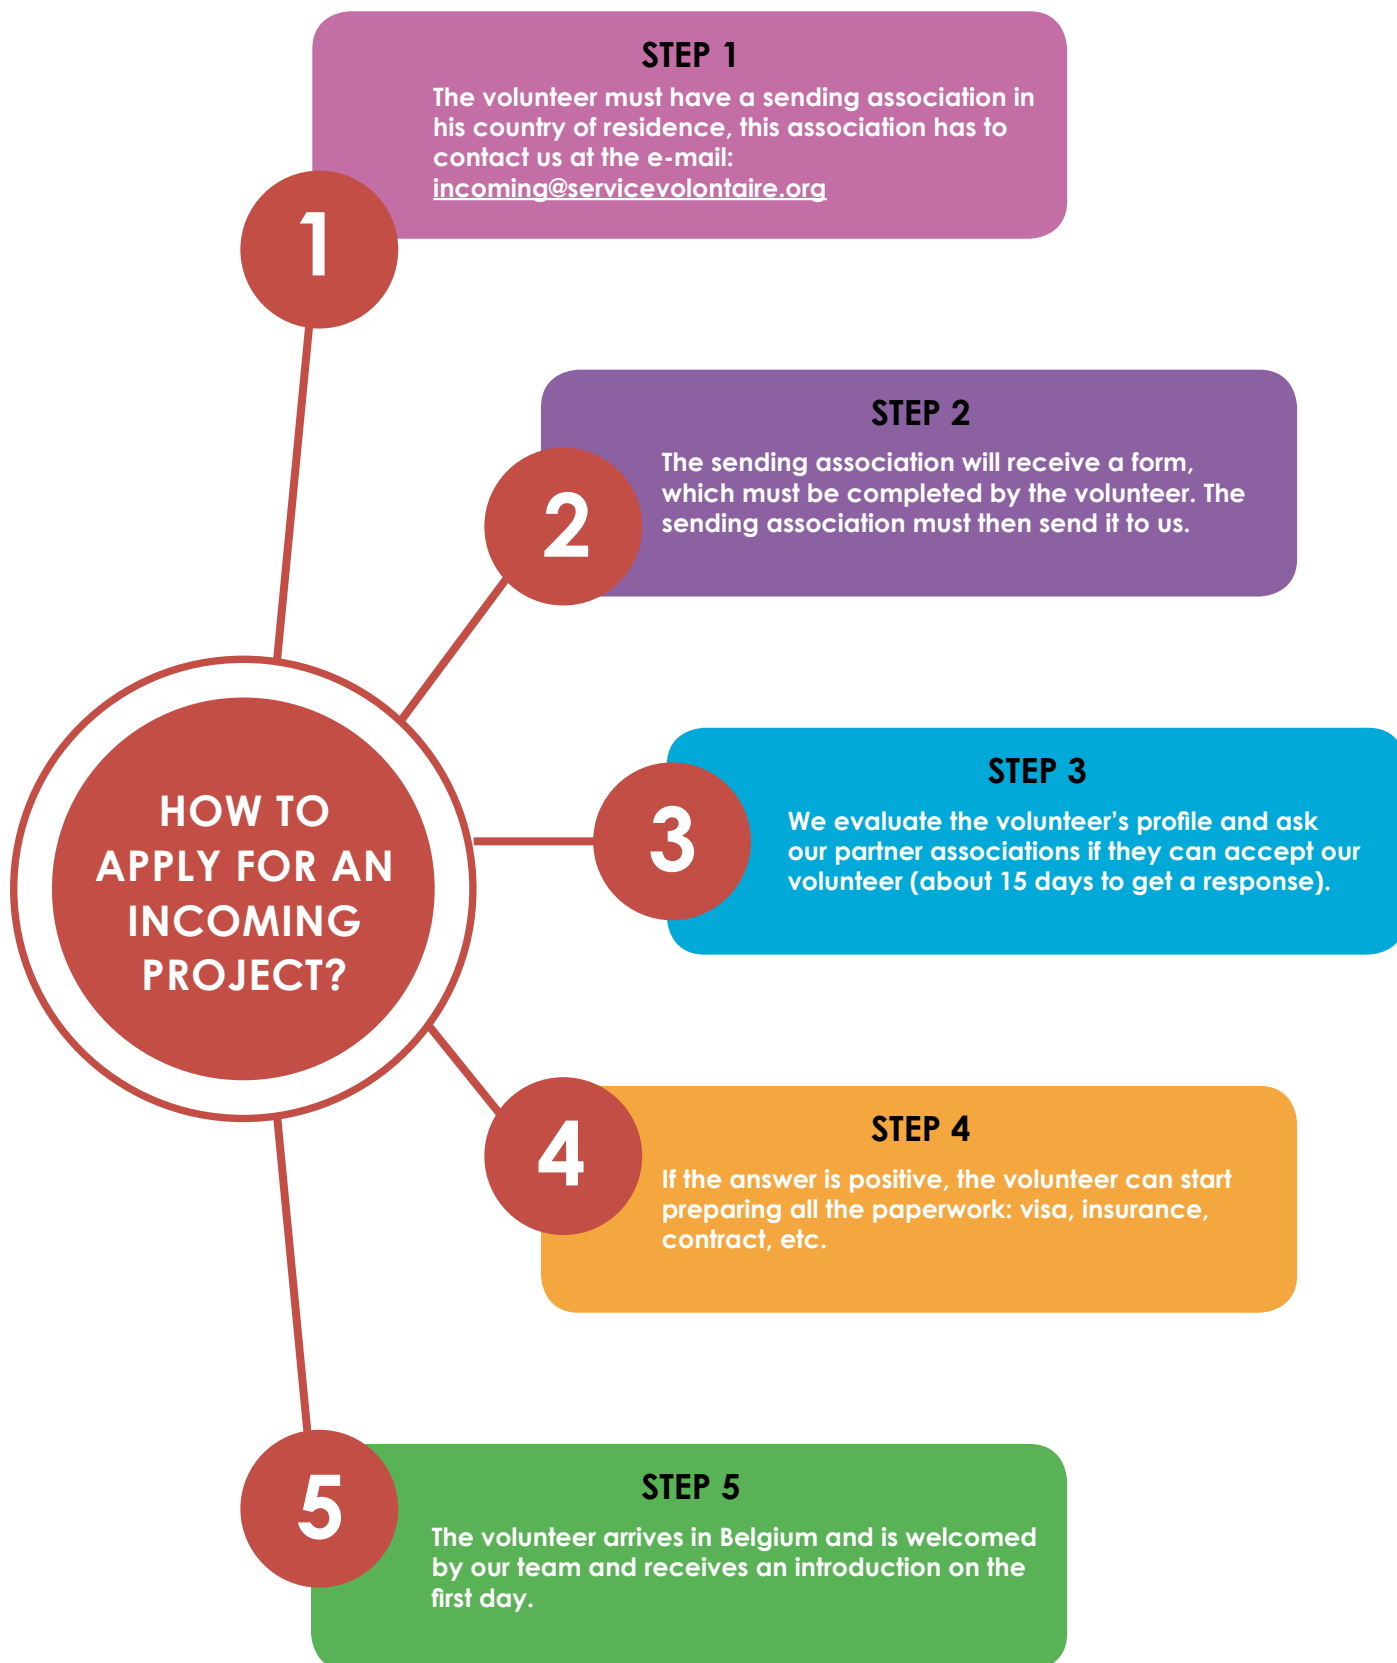 STEP 1
The volunteer must have a sending association in
his country of residence, this association has to
contact us at the e-mail:
incoming@servicevolontaire.org
1
STEP 2
The sending association will receive a form,
which must be completed by the volunteer. The
sending association must then send it to us.
2
HOW TO
APPLY FOR AN
INCOMING
PROJECT?
STEP 3
We evaluate the volunteer’s profile and ask
our partner associations if they can accept our
volunteer (about 15 days to get a response).
3
STEP 4
If the answer is positive, the volunteer can start
preparing all the paperwork: visa, insurance,
contract, etc.
4
STEP 5
The volunteer arrives in Belgium and is welcomed
by our team and receives an introduction on the
first day.
5